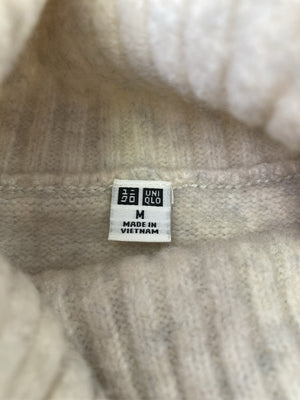 ユニ UNI
クロ QLO
M
MADE IN
VIETNAM